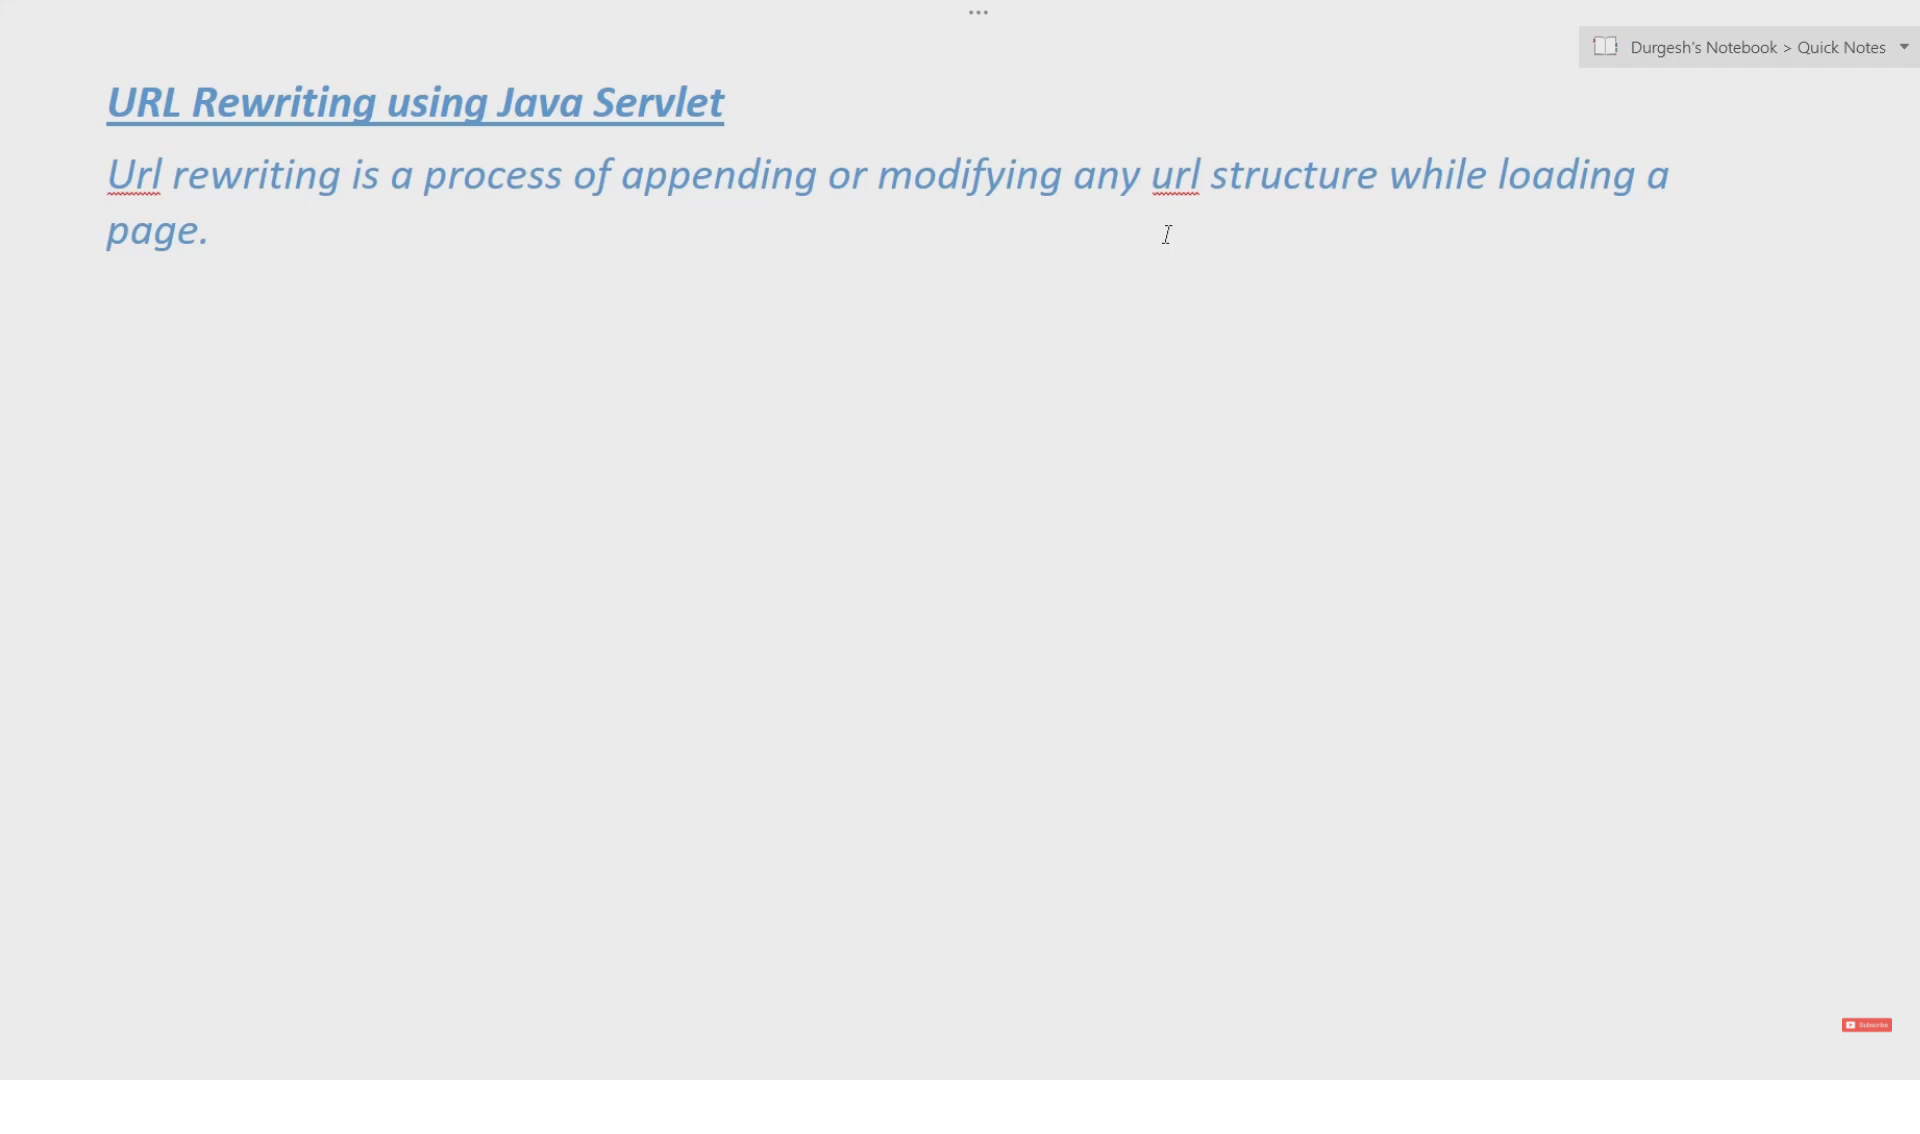 ...
Durgesh's Notebook > Quick Notes
URL Rewriting using Java Servlet
Url rewriting is a process of appending or modifying any url structure while loading a
page.
Subscribe